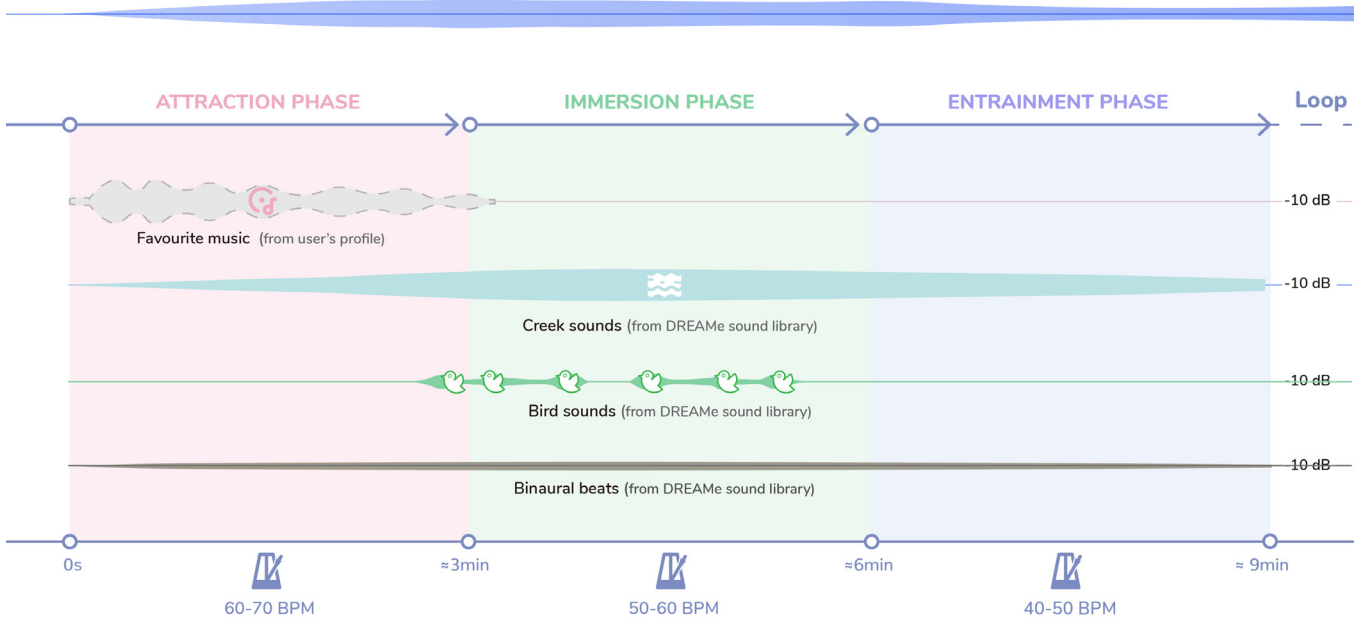 ATTRACTION PHASE
IMMERSION PHASE
ENTRAINMENT PHASE
Loop
-10 dB
Favourite music (from user's profile)
-10 dB
Creek sounds (from DREAMe sound library)
-10 dB
Bird sounds (from DREAMe sound library)
-10 dB
Binaural beats (from DREAMe sound library)
0s
≈3min
≈6min
≈ 9min
60-70 BPM
50-60 BPM
40-50 BPM